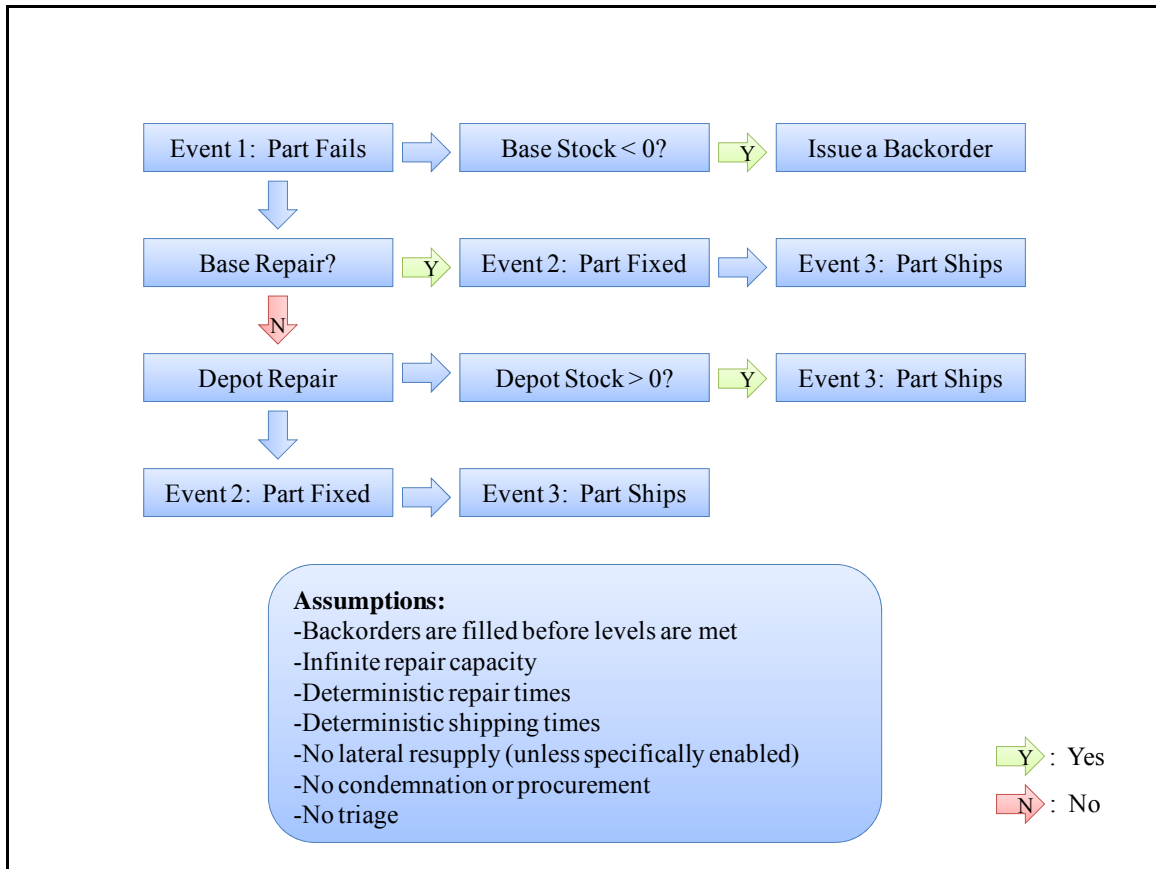 Event 1: Part Fails
Base Stock < 0?
Y
Issue a Backorder
Base Repair?
Y
Event 2: Part Fixed
Event 3: Part Ships
N
Depot Repair
Depot Stock > 0?
Y
Event 3: Part Ships
Event 2: Part Fixed
Event 3: Part Ships
Assumptions:
-Backorders are filled before levels are met
-Infinite repair capacity
-Deterministic repair times
-Deterministic shipping times
-No lateral resupply (unless specifically enabled)
-No condemnation or procurement
-No triage
Y : Yes
N : No